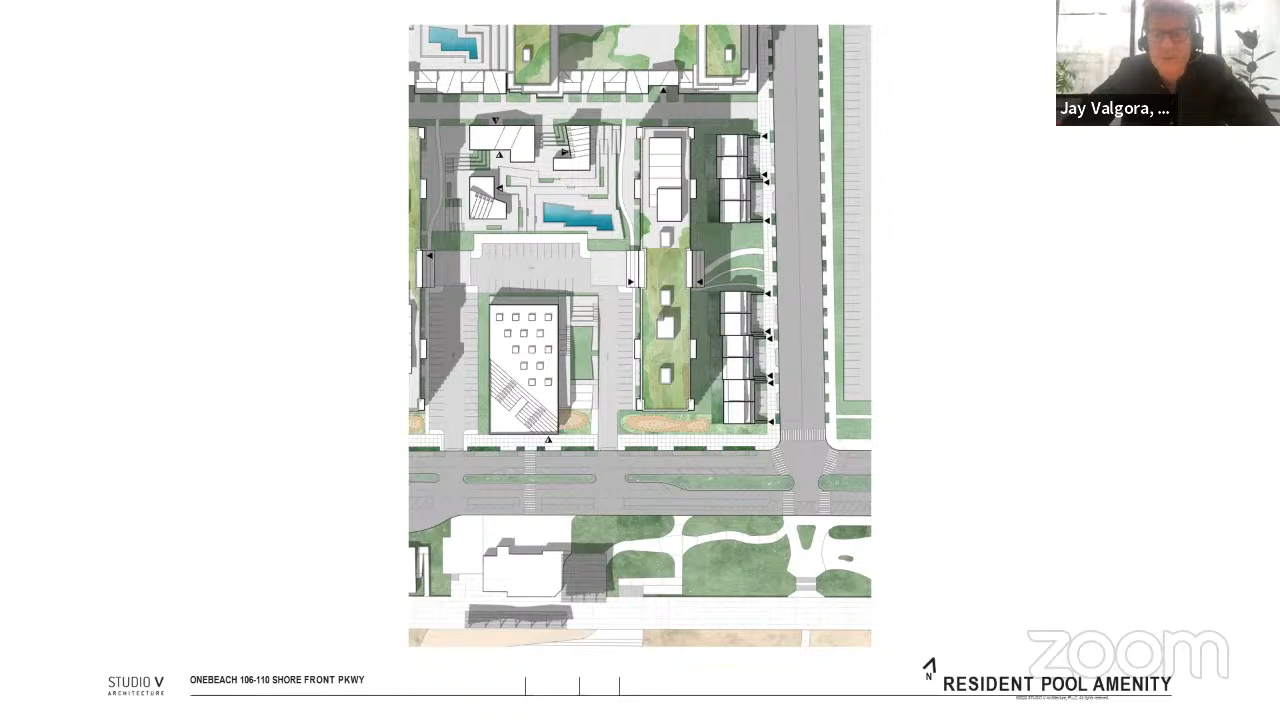 Jay Valgora, ...
zoom
STUDIO V
ARCHITECTURE
ONEBEACH 106-110 SHORE FRONT PKWY
N
RESIDENT POOL AMENITY